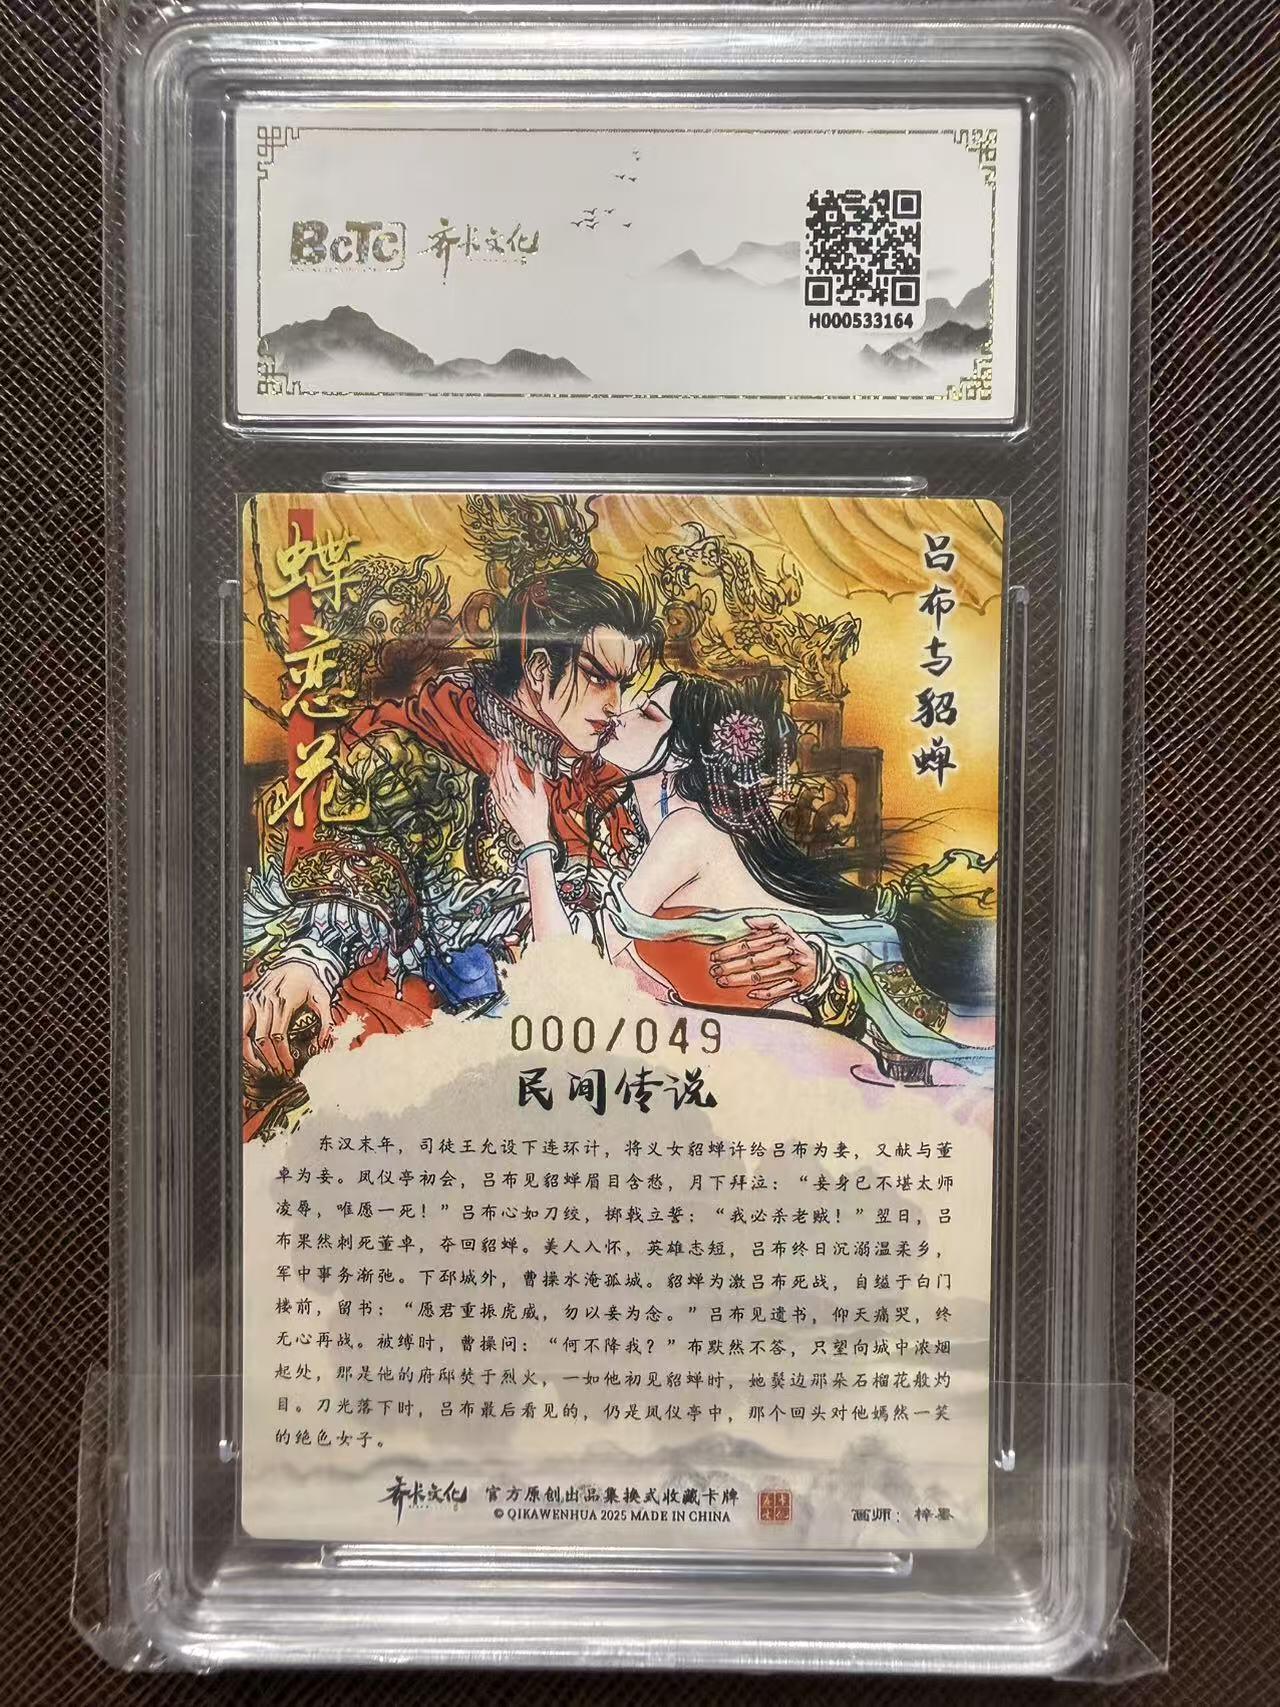 BcTc 齐卡文化
H000533164
蝶恋花
吕布与貂蝉
000/049
民间传说
东汉末年，司徒王允设下连环计，将义女貂蝉许给吕布为妻，又献与董
卓为妾。凤仪亭初会，吕布见貂蝉眉目含愁，月下拜泣：“妾身已不堪太师
凌辱，唯愿一死！”吕布心如刀绞，掷戟立誓：“我必杀老贼！”翌日，吕
布果然刺死董卓，夺回貂蝉。美人入怀，英雄志短，吕布终日沉溺温柔乡，
军中事务渐弛。下邳城外，曹操水淹孤城。貂蝉为激吕布死战，自缢于白门
楼前，留书：“愿君重振虎威，勿以妾为念。”吕布见遗书，仰天痛哭，终
无心再战。被缚时，曹操问：“何不降我？”布默然不答，只望向城中浓烟
起处，那是他的府邸焚于烈火，一如他初见貂蝉时，她鬓边那朵石榴花般灼
目。刀光落下时，吕布最后看见的，仍是凤仪亭中，那个回头对他嫣然一笑
的绝色女子。
齐卡文化 官方原创出品集换式收藏卡牌
© QIKAWENHUA 2025 MADE IN CHINA
画师：梓墨